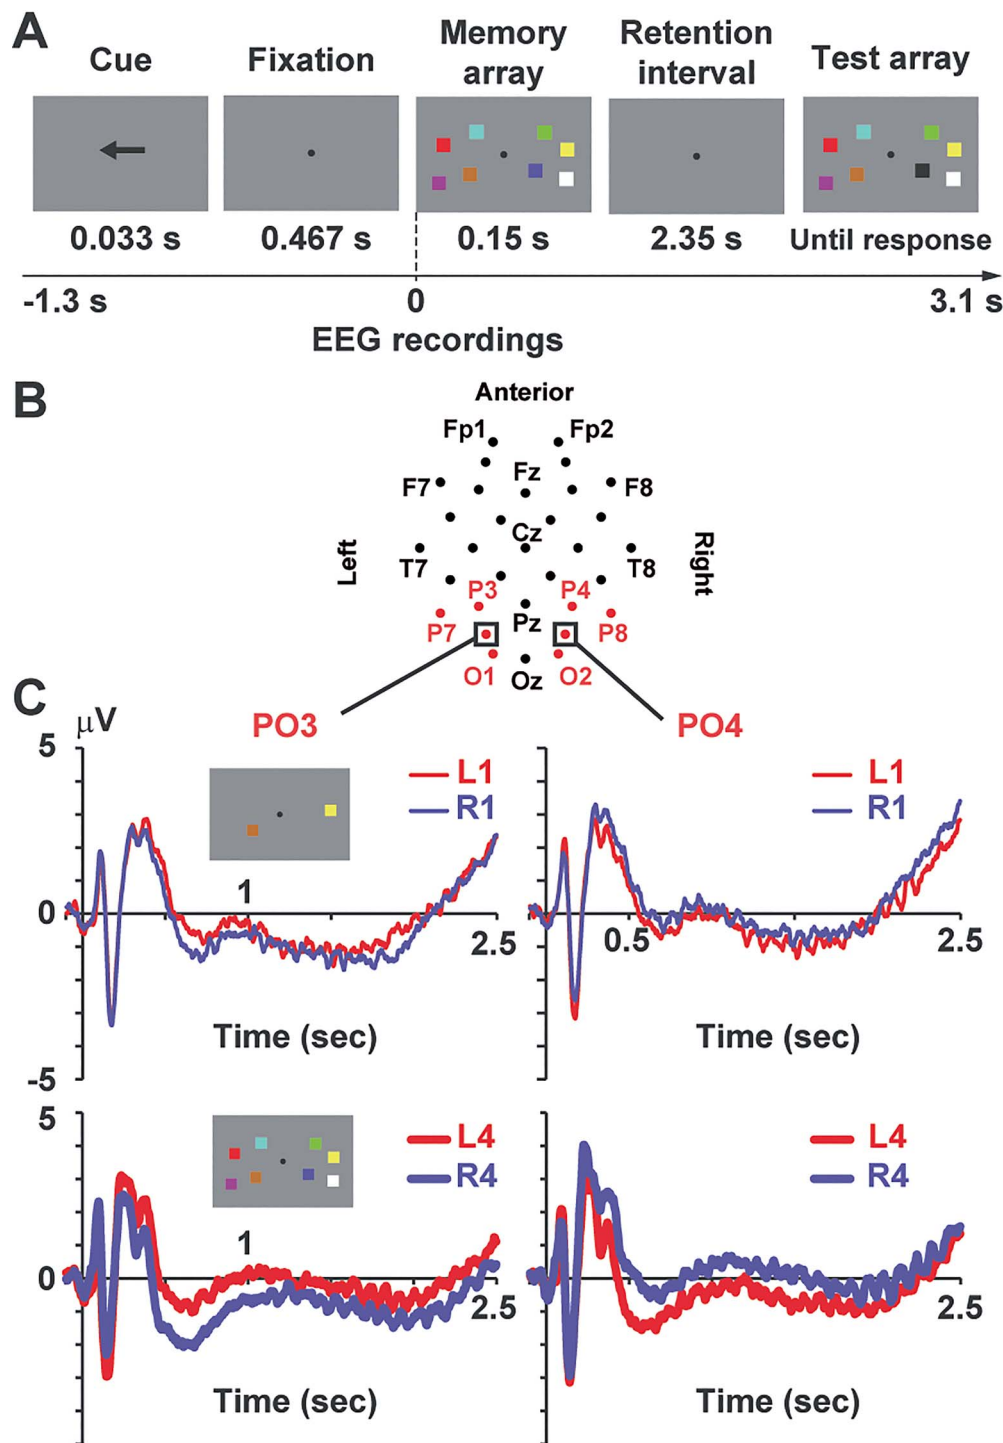 A
Cue
Fixation
Memory
array
Retention
interval
Test array
0.033 s
0.467 s
0.15 s
2.35 s
Until response
-1.3 s
0
3.1 s
EEG recordings
B
Anterior
Fp1
Fp2
Fz
F7
F8
Cz
Left
Right
T7
T8
P3
P4
Pz
P7
P8
O1
O2
Oz
C
μV
PO3
PO4
5
L1
R1
L1
R1
1
0
2.5
0.5
2.5
Time (sec)
Time (sec)
-5
5
L4
R4
L4
R4
1
0
2.5
0.5
2.5
Time (sec)
Time (sec)